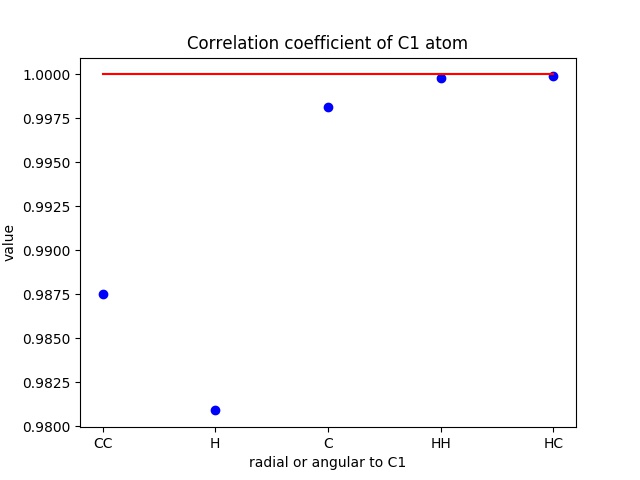 Correlation coefficient of C1 atom
1.0000
0.9975
0.9950
0.9925
0.9900
0.9875
0.9850
0.9825
0.9800
value
CC H C HH HC
radial or angular to C1